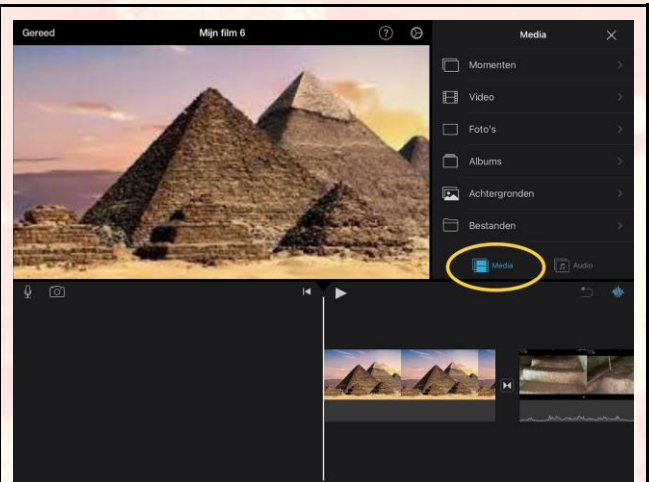 Gereed
Mijn film 6
?
Media
Momenten
Video
Foto's
Albums
Achtergronden
Bestanden
Media
Audio